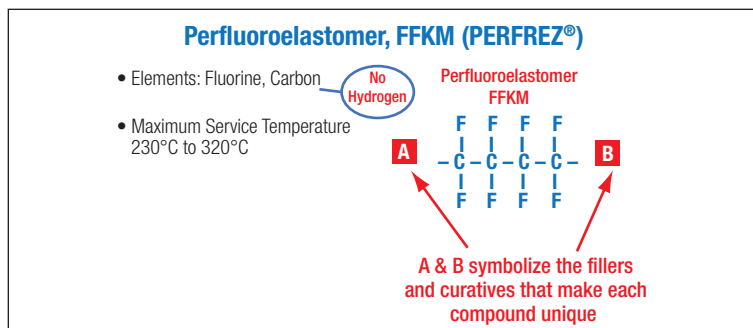 Perfluoroelastomer, FFKM (PERFREZ®)
• Elements: Fluorine, Carbon
No
Hydrogen
• Maximum Service Temperature
230°C to 320°C
Perfluoroelastomer
FFKM
F F F F
A
– C – C – C – C –
B
F F F F
A & B symbolize the fillers
and curatives that make each
compound unique